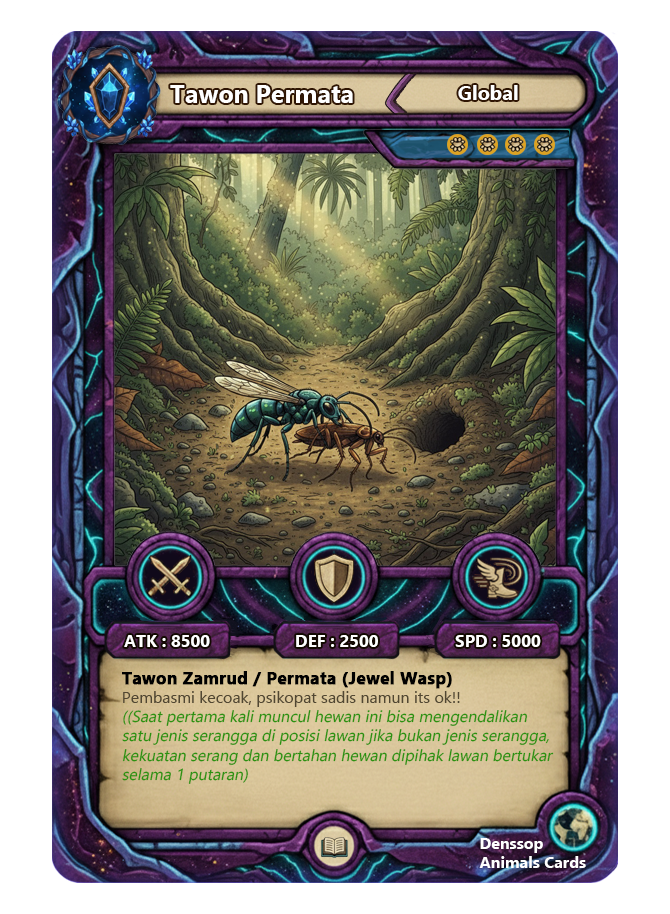 Tawon Permata
Global
ATK : 8500
DEF : 2500
SPD : 5000
Tawon Zamrud / Permata (Jewel Wasp)
Pembasmi kecoak, psikopat sadis namun its ok!!
((Saat pertama kali muncul hewan ini bisa mengendalikan
satu jenis serangga di posisi lawan jika bukan jenis serangga,
kekuatan serang dan bertahan hewan dipihak lawan bertukar
selama 1 putaran)
Denssop
Animals Cards